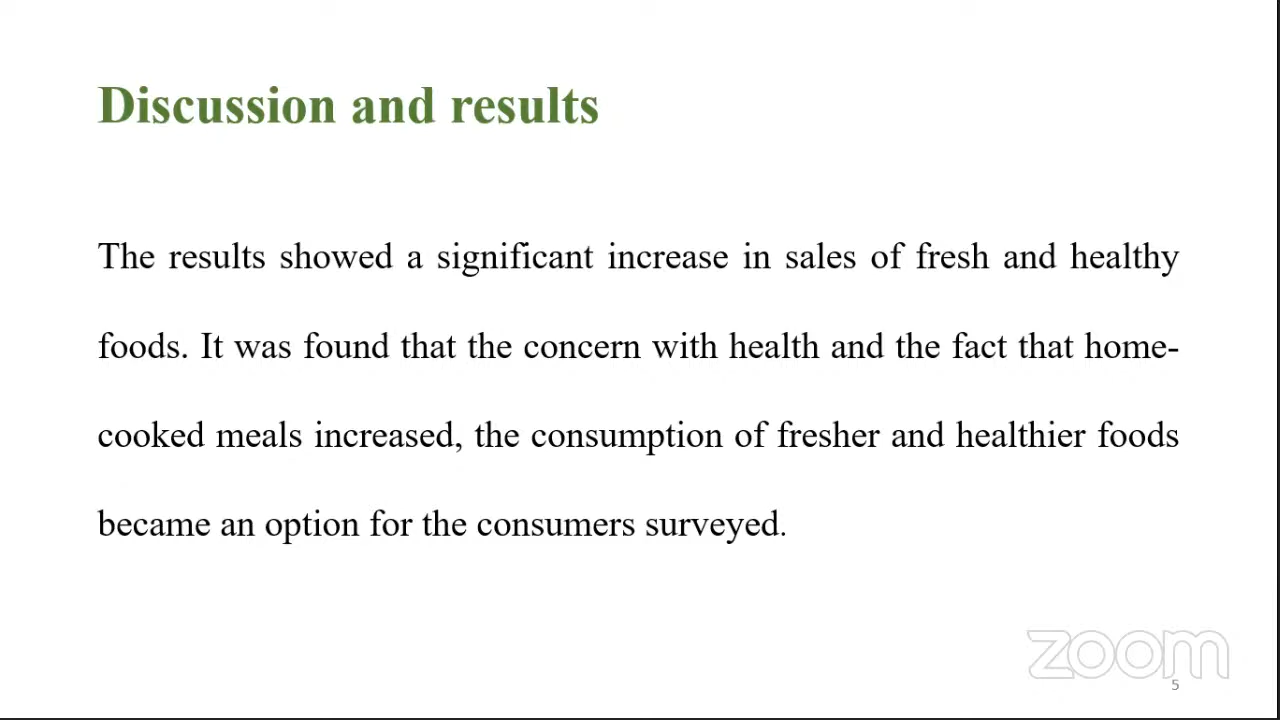 Discussion and results
The results showed a significant increase in sales of fresh and healthy
foods. It was found that the concern with health and the fact that home-
cooked meals increased, the consumption of fresher and healthier foods
became an option for the consumers surveyed.
zoom
5